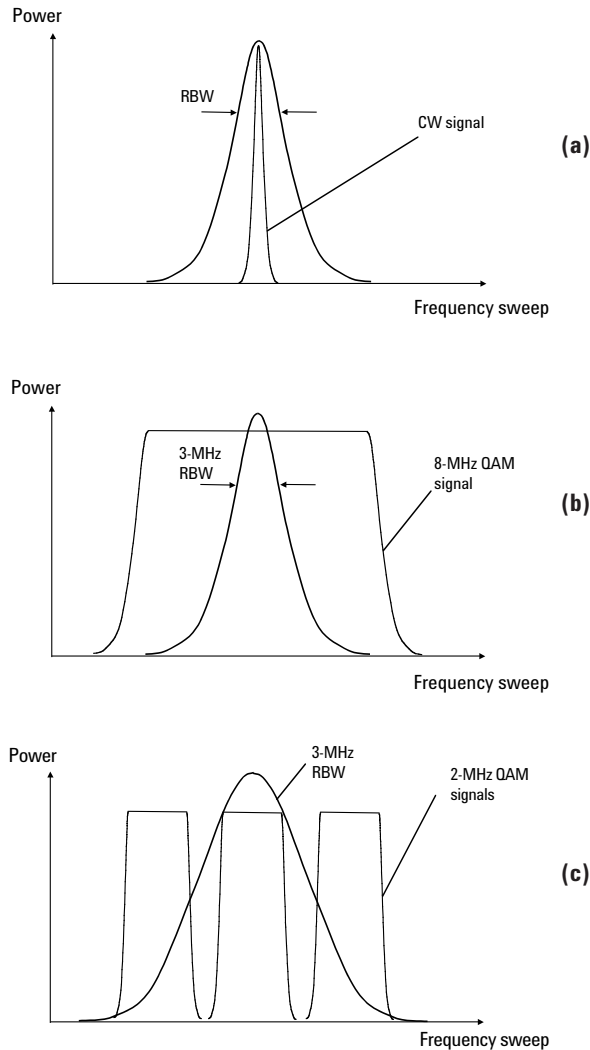 Power
RBW
CW signal
(a)
Frequency sweep
Power
3-MHz
RBW
8-MHz QAM
signal
(b)
Frequency sweep
Power
3-MHz
RBW
2-MHz QAM
signals
(c)
Frequency sweep